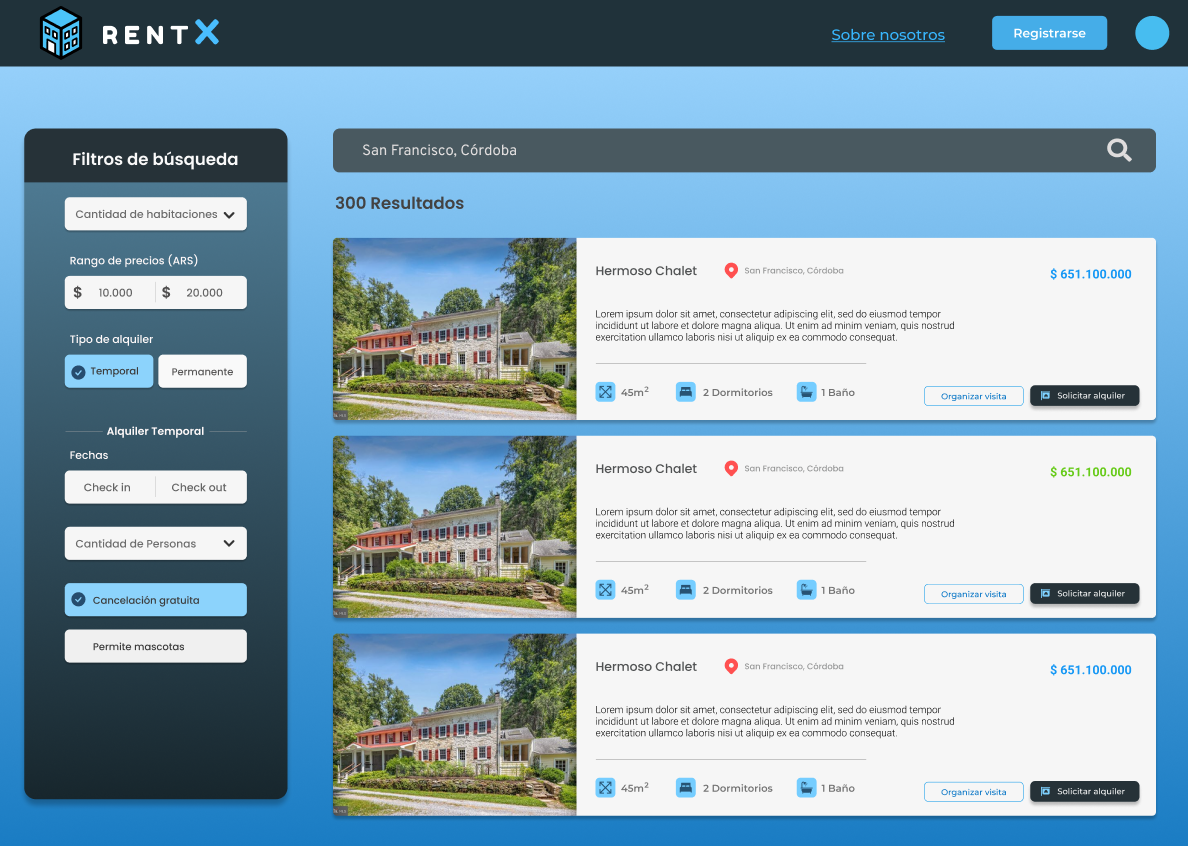 RENTX
Sobre nosotros
Registrarse
Filtros de búsqueda
Cantidad de habitaciones
Rango de precios (ARS)
$ 10.000 $ 20.000
Tipo de alquiler
Temporal Permanente
Alquiler Temporal
Fechas
Check in Check out
Cantidad de Personas
Cancelación gratuita
Permite mascotas
San Francisco, Córdoba
300 Resultados
Hermoso Chalet San Francisco, Córdoba $ 651.100.000
Lorem ipsum dolor sit amet, consectetur adipiscing elit, sed do eiusmod tempor
incididunt ut labore et dolore magna aliqua. Ut enim ad minim veniam, quis nostrud
exercitation ullamco laboris nisi ut aliquip ex ea commodo consequat.
45m² 2 Dormitorios 1 Baño Organizar visita Solicitar alquiler
Hermoso Chalet San Francisco, Córdoba $ 651.100.000
Lorem ipsum dolor sit amet, consectetur adipiscing elit, sed do eiusmod tempor
incididunt ut labore et dolore magna aliqua. Ut enim ad minim veniam, quis nostrud
exercitation ullamco laboris nisi ut aliquip ex ea commodo consequat.
45m² 2 Dormitorios 1 Baño Organizar visita Solicitar alquiler
Hermoso Chalet San Francisco, Córdoba $ 651.100.000
Lorem ipsum dolor sit amet, consectetur adipiscing elit, sed do eiusmod tempor
incididunt ut labore et dolore magna aliqua. Ut enim ad minim veniam, quis nostrud
exercitation ullamco laboris nisi ut aliquip ex ea commodo consequat.
45m² 2 Dormitorios 1 Baño Organizar visita Solicitar alquiler